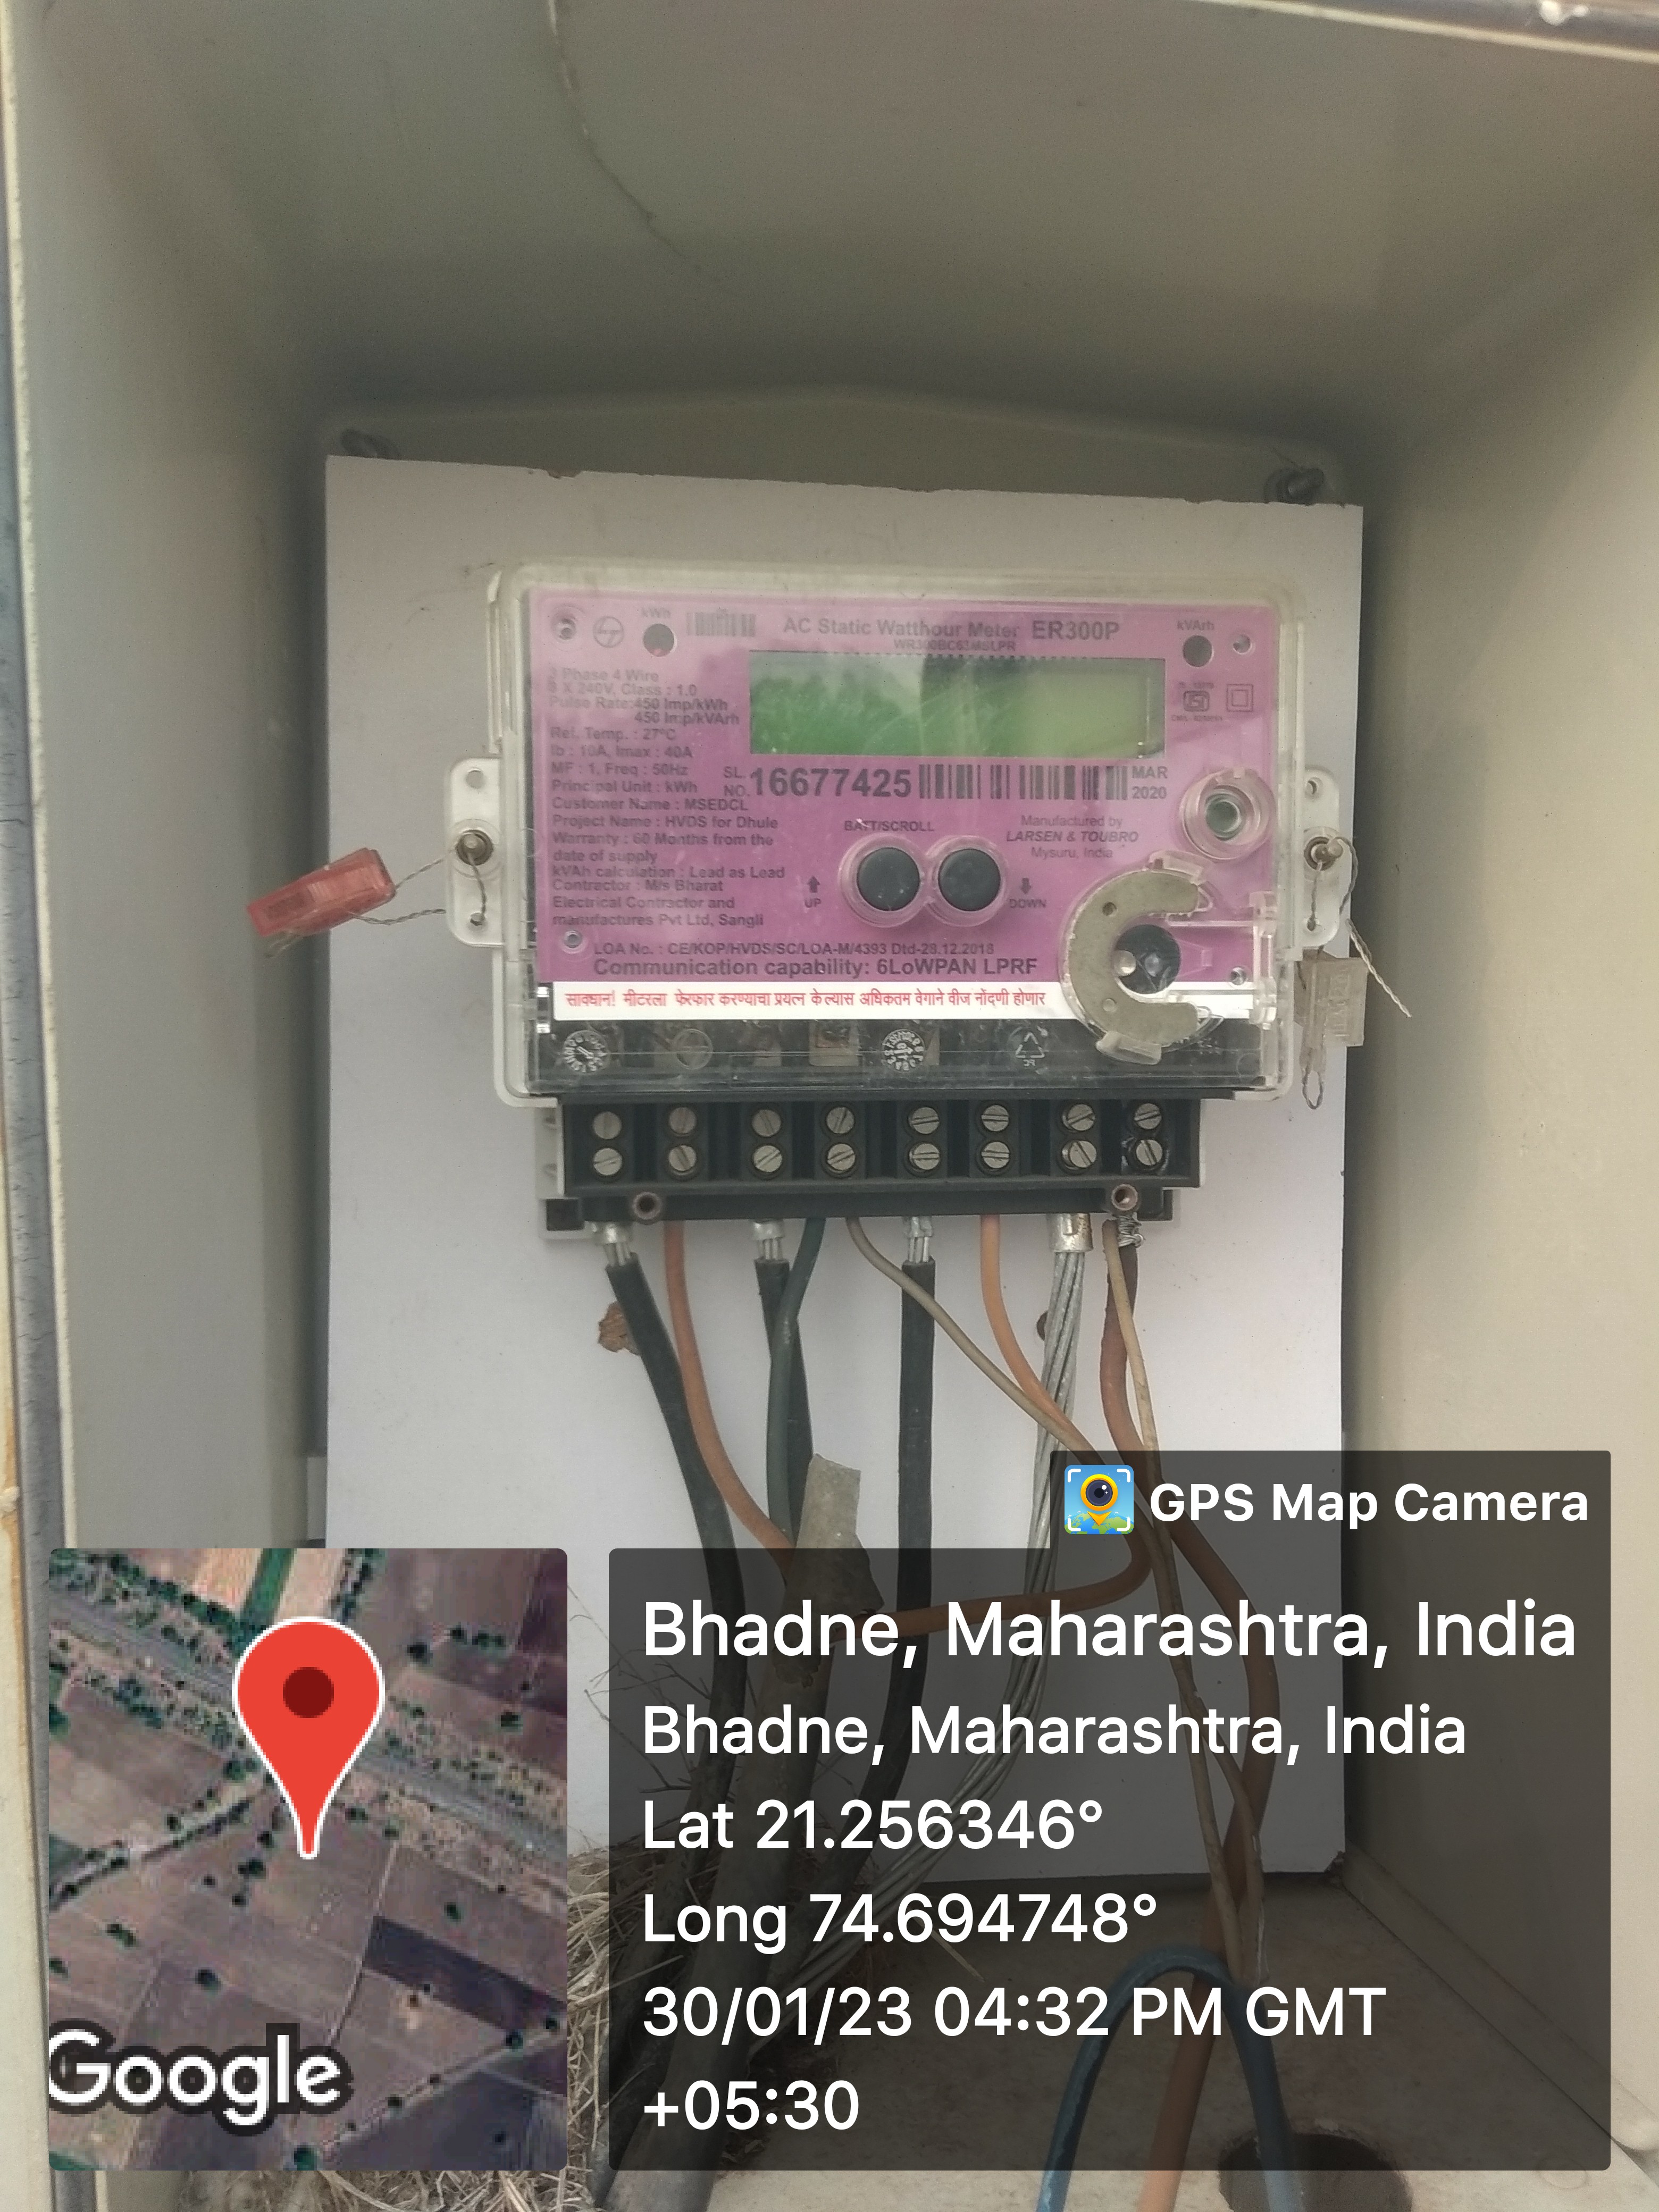 kWh
AC Static Watthour Meter ER300P
kVArh
3 Phase 4 Wire
3 X 240V, Class : 1.0
Pulse Rate:450 Imp/kWh
450 Imp/kVArh
Ref. Temp. : 27°C
Ib : 10A, Imax : 40A
MF : 1, Freq : 50Hz
Principal Unit : kWh
Customer Name : MSEDCL
Project Name : HVDS for Dhule
Warranty : 60 Months from the
date of supply
kVAh calculation : Lead as Lead
Contractor : M/s Bharat
Electrical Contractor and
manufactures Pvt Ltd, Sangli
SL. NO. 16677425
MAR
2020
BATT/SCROLL
UP
DOWN
Manufactured by
LARSEN & TOUBRO
Mysuru, India
LOA No. : CE/KOP/HVDS/SC/LOA-M/4393 Dtd-28.12.2018
Communication capability: 6LoWPAN LPRF
सावधान! मीटरला फेरफार करण्याचा प्रयत्न केल्यास अधिकतम वेगाने वीज नोंदणी होणार
GPS Map Camera
Bhadne, Maharashtra, India
Bhadne, Maharashtra, India
Lat 21.256346°
Long 74.694748°
30/01/23 04:32 PM GMT
+05:30
Google